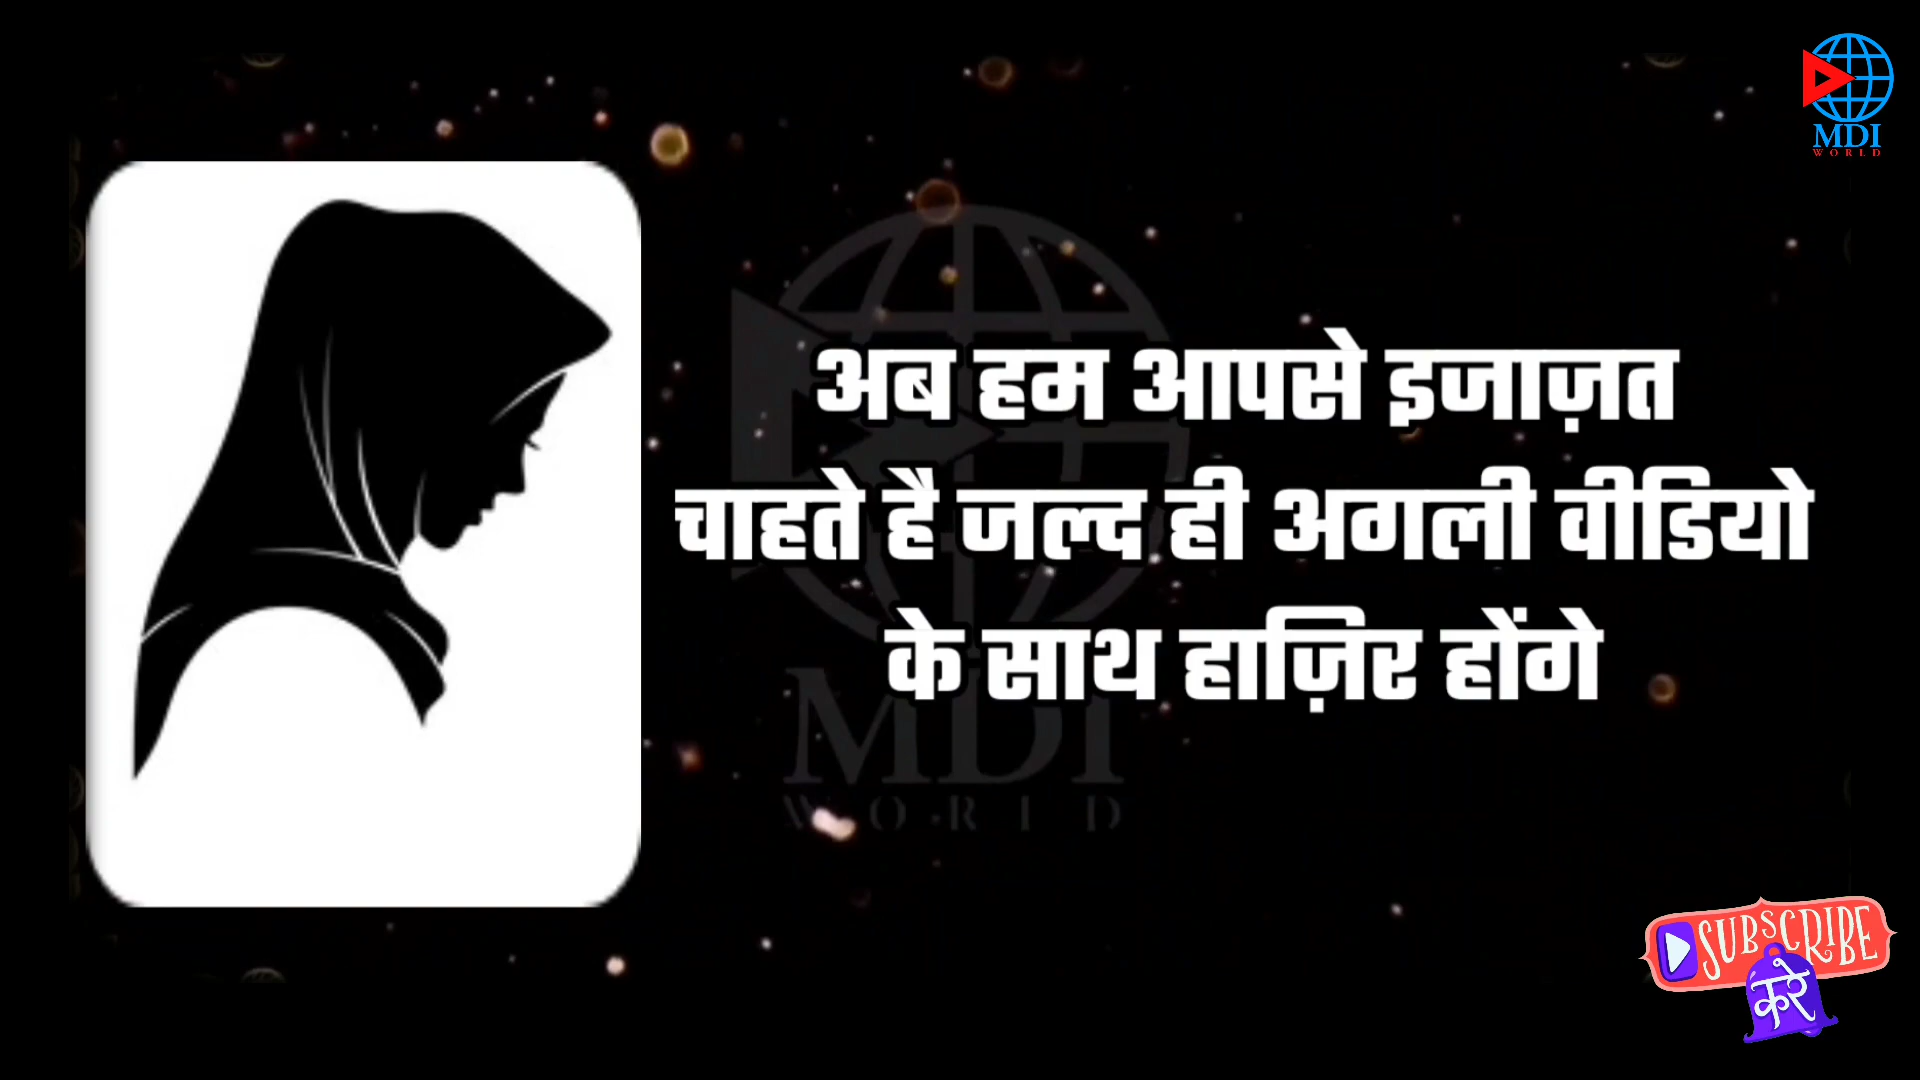 MDI
WORLD
अब हम आपसे इजाज़त
चाहते है जल्द ही अगली वीडियो
के साथ हाज़िर होंगे
MDI
WORLD
SUBSCRIBE
करे